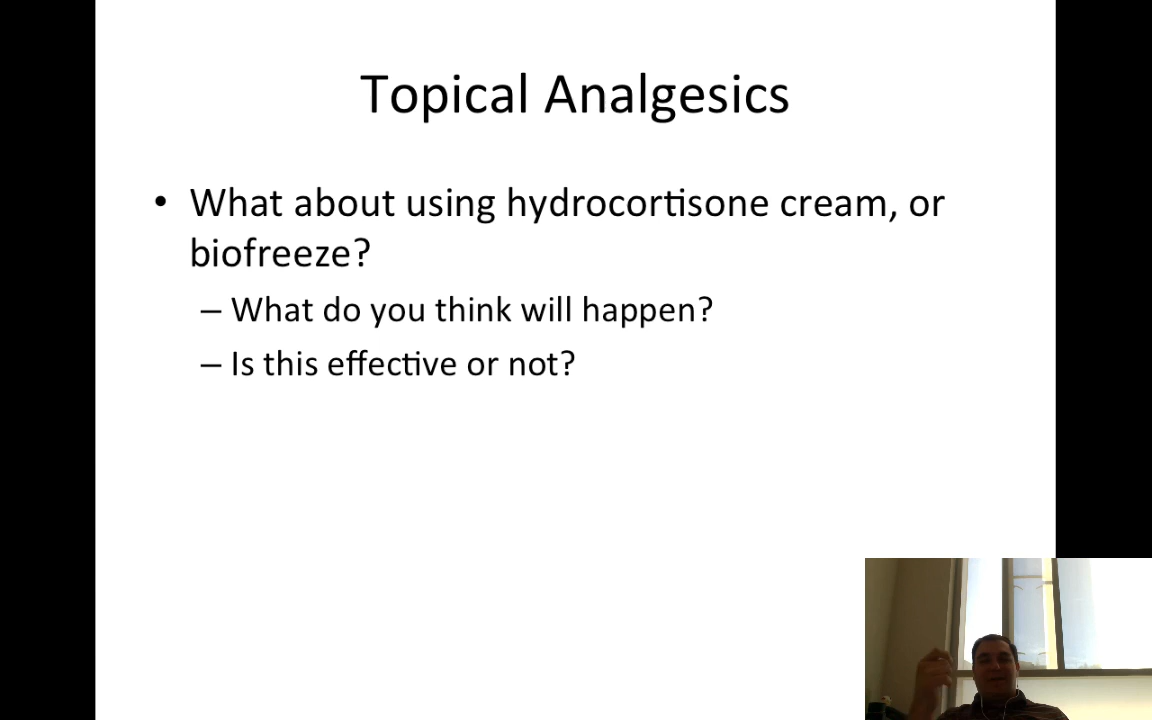 Topical Analgesics
• What about using hydrocortisone cream, or
biofreeze?
– What do you think will happen?
– Is this effective or not?